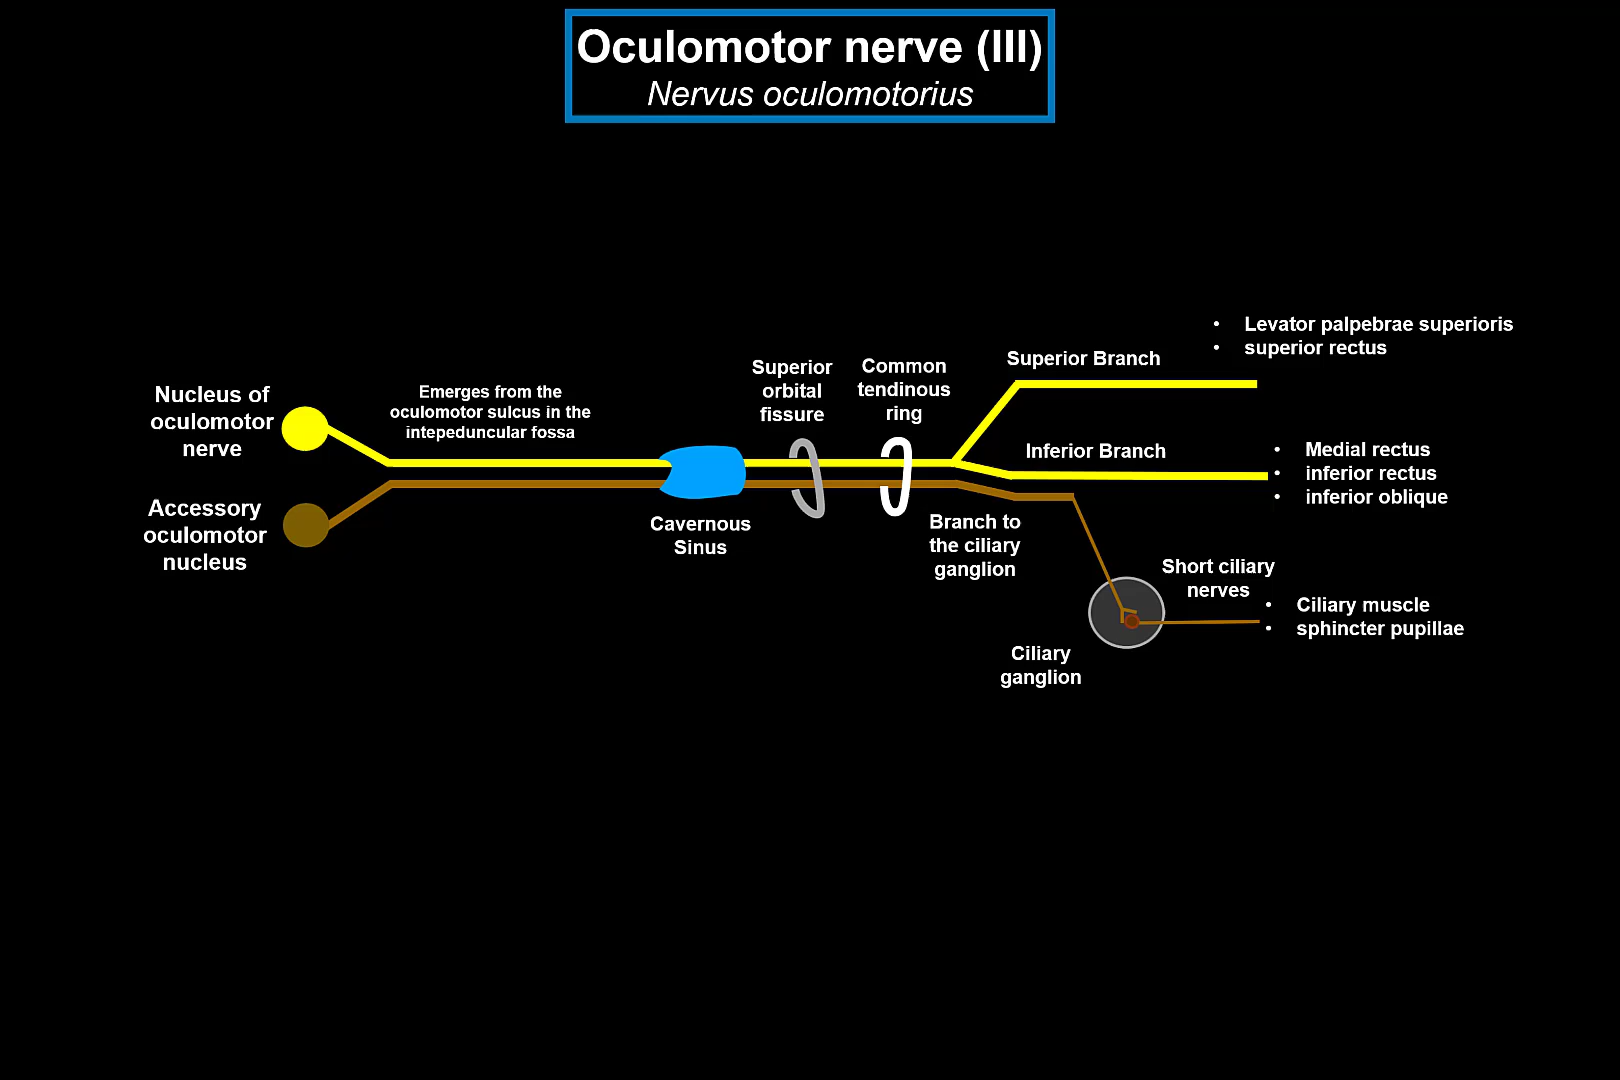 Oculomotor nerve (III)
Nervus oculomotorius
Nucleus of
oculomotor
nerve
Accessory
oculomotor
nucleus
Emerges from the
oculomotor sulcus in the
intepeduncular fossa
Cavernous
Sinus
Superior
orbital
fissure
Common
tendinous
ring
Superior Branch
• Levator palpebrae superioris
• superior rectus
Inferior Branch
• Medial rectus
• inferior rectus
• inferior oblique
Branch to
the ciliary
ganglion
Ciliary
ganglion
Short ciliary
nerves
• Ciliary muscle
• sphincter pupillae